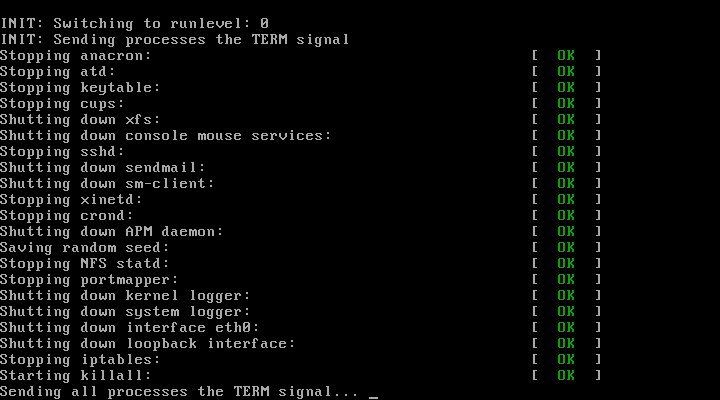 INIT: Switching to runlevel: 0
INIT: Sending processes the TERM signal
Stopping anacron: [ OK ]
Stopping atd: [ OK ]
Stopping keytable: [ OK ]
Stopping cups: [ OK ]
Shutting down xfs: [ OK ]
Shutting down console mouse services: [ OK ]
Stopping sshd: [ OK ]
Shutting down sendmail: [ OK ]
Shutting down sm-client: [ OK ]
Stopping xinetd: [ OK ]
Stopping crond: [ OK ]
Shutting down APM daemon: [ OK ]
Saving random seed: [ OK ]
Stopping NFS statd: [ OK ]
Stopping portmapper: [ OK ]
Shutting down kernel logger: [ OK ]
Shutting down system logger: [ OK ]
Shutting down interface eth0: [ OK ]
Shutting down loopback interface: [ OK ]
Stopping iptables: [ OK ]
Starting killall: [ OK ]
Sending all processes the TERM signal... _